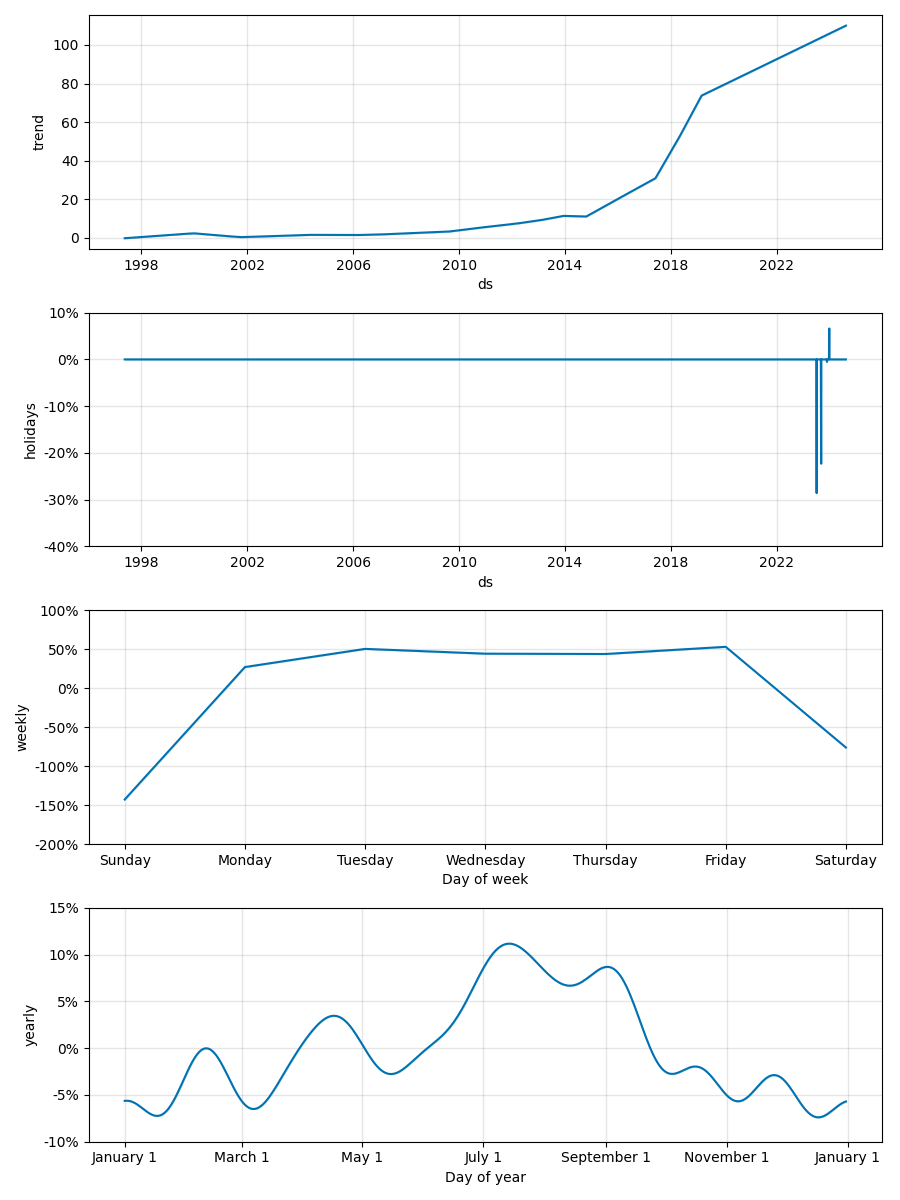 100
80
60
40
20
0
trend
1998 2002 2006 2010 2014 2018 2022
ds
10%
0%
-10%
-20%
-30%
-40%
holidays
1998 2002 2006 2010 2014 2018 2022
ds
100%
50%
0%
-50%
-100%
-150%
-200%
weekly
Sunday Monday Tuesday Wednesday Thursday Friday Saturday
Day of week
15%
10%
5%
0%
-5%
-10%
yearly
January 1 March 1 May 1 July 1 September 1 November 1 January 1
Day of year